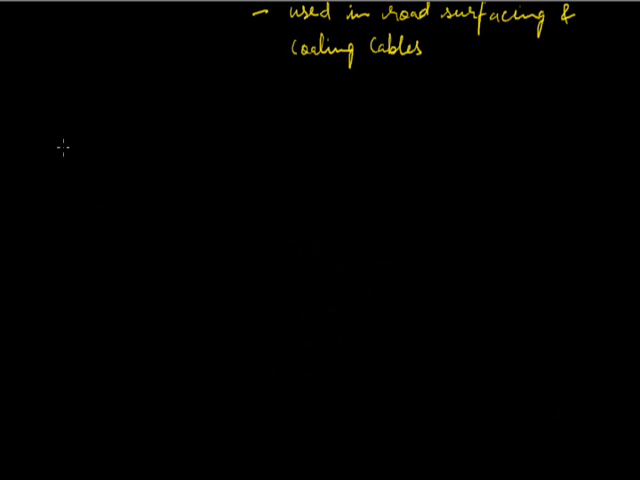 - used in road surfacing &
coating cables